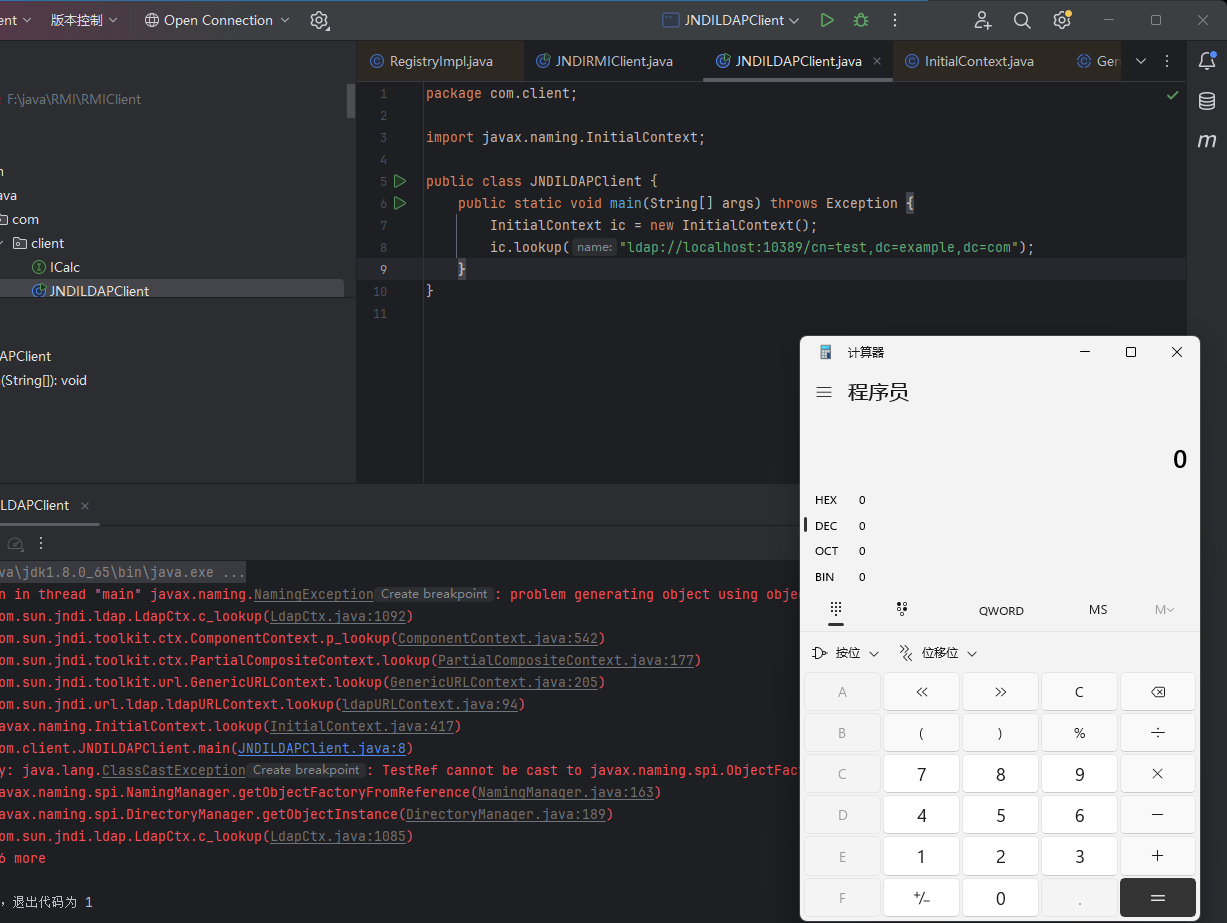 ent 版本控制 Open Connection JNDILDAPClient
RegistryImpl.java JNDIRMIClient.java JNDILDAPClient.java InitialContext.java Gen
F:\java\RMI\RMIClient
ava
com
client
ICalc
JNDILDAPClient
APClient
(String[]): void
1 package com.client;
2
3 import javax.naming.InitialContext;
4
5 public class JNDILDAPClient {
6 public static void main(String[] args) throws Exception {
7 InitialContext ic = new InitialContext();
8 ic.lookup( name: "ldap://localhost:10389/cn=test,dc=example,dc=com");
9 }
10 }
11
m
LDAPClient
va\jdk1.8.0_65\bin\java.exe ...
n in thread "main" javax.naming.NamingException Create breakpoint : problem generating object using obje
om.sun.jndi.ldap.LdapCtx.c_lookup(LdapCtx.java:1092)
om.sun.jndi.toolkit.ctx.ComponentContext.p_lookup(ComponentContext.java:542)
om.sun.jndi.toolkit.ctx.PartialCompositeContext.lookup(PartialCompositeContext.java:177)
om.sun.jndi.toolkit.url.GenericURLContext.lookup(GenericURLContext.java:205)
om.sun.jndi.url.ldap.ldapURLContext.lookup(ldapURLContext.java:94)
avax.naming.InitialContext.lookup(InitialContext.java:417)
om.client.JNDILDAPClient.main(JNDILDAPClient.java:8)
y: java.lang.ClassCastException Create breakpoint : TestRef cannot be cast to javax.naming.spi.ObjectFact
avax.naming.spi.NamingManager.getObjectFactoryFromReference(NamingManager.java:163)
avax.naming.spi.DirectoryManager.getObjectInstance(DirectoryManager.java:189)
om.sun.jndi.ldap.LdapCtx.c_lookup(LdapCtx.java:1085)
6 more
，退出代码为 1
计算器
程序员
0
HEX 0
DEC 0
OCT 0
BIN 0
QWORD MS M
按位 位移位
A << >> C
B ( ) % ÷
C 7 8 9 ×
D 4 5 6 −
E 1 2 3 +
F +/− 0 . =